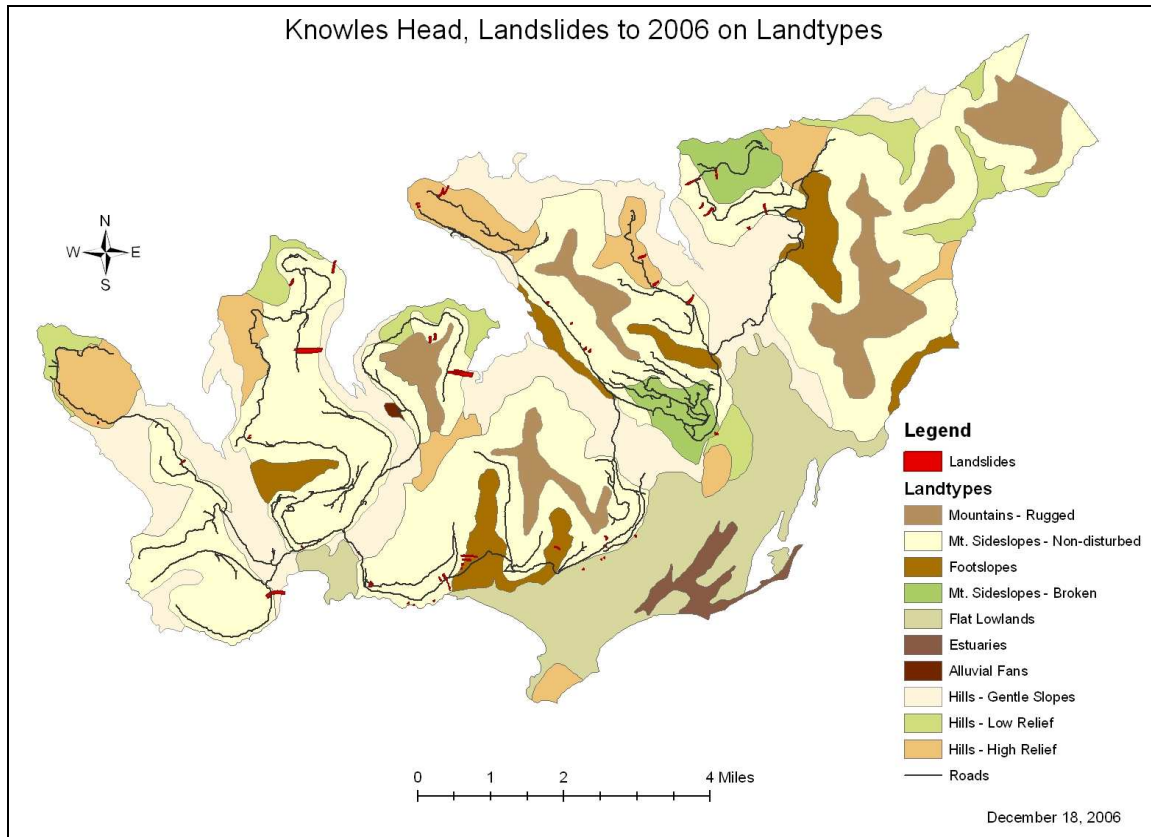 Knowles Head, Landslides to 2006 on Landtypes
N
W E
S
Legend
Landslides
Landtypes
Mountains - Rugged
Mt. Sideslopes - Non-disturbed
Footslopes
Mt. Sideslopes - Broken
Flat Lowlands
Estuaries
Alluvial Fans
Hills - Gentle Slopes
Hills - Low Relief
Hills - High Relief
Roads
0 1 2 4 Miles
December 18, 2006